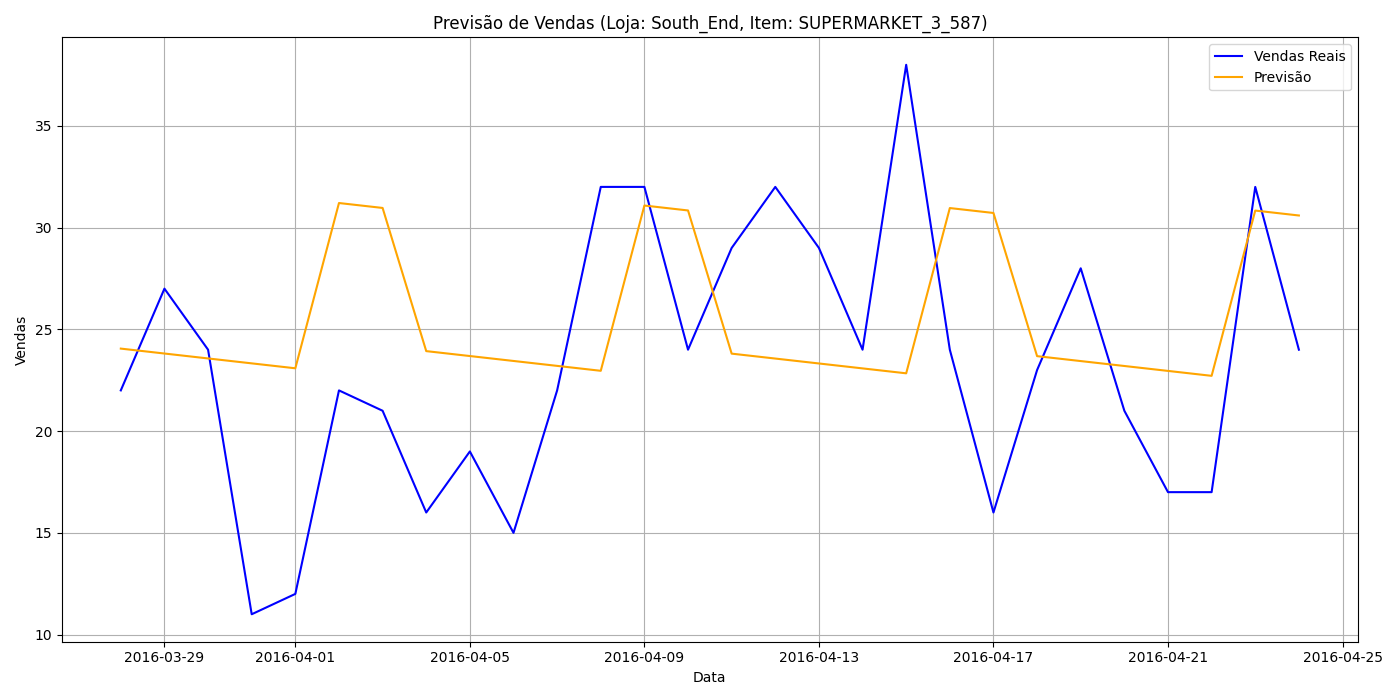 Previsão de Vendas (Loja: South_End, Item: SUPERMARKET_3_587)
Vendas Reais
Previsão
Vendas
35
30
25
20
15
10
2016-03-29 2016-04-01 2016-04-05 2016-04-09 2016-04-13 2016-04-17 2016-04-21 2016-04-25
Data